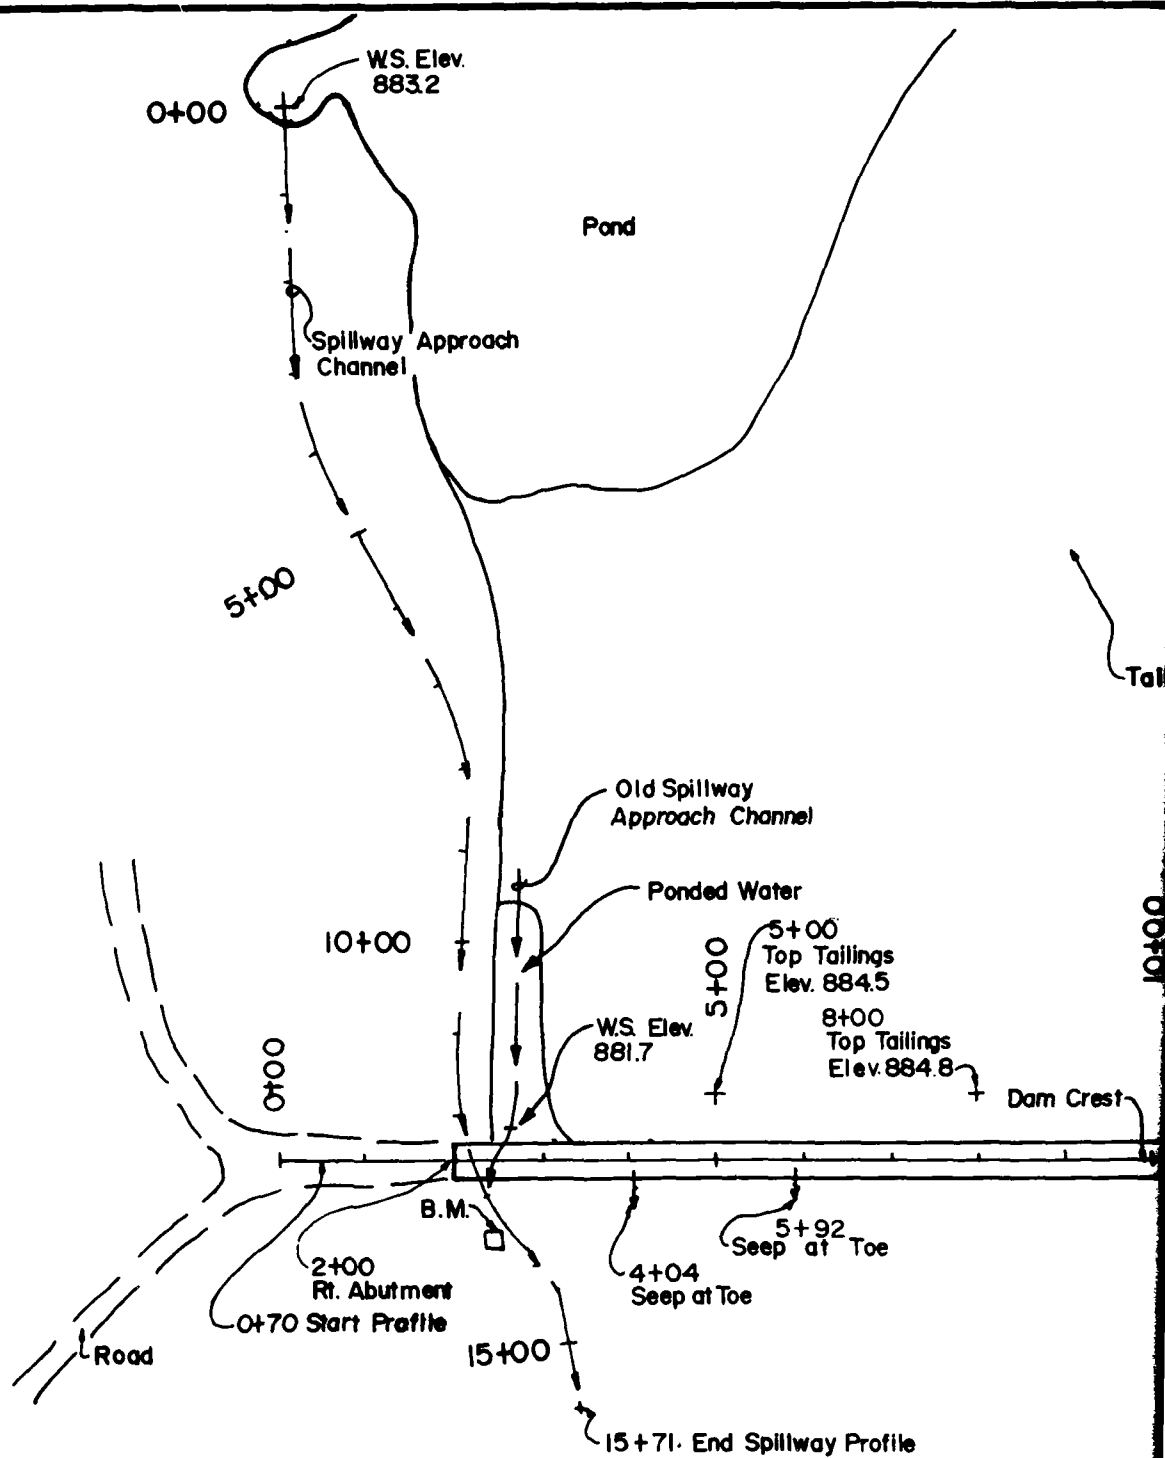 W.S. Elev.
883.2
0+00
Pond
Spillway Approach
Channel
5+00
Tail
Old Spillway
Approach Channel
Ponded Water
10+00
5+00
5+00
Top Tailings
Elev. 884.5
10+00
W.S. Elev.
881.7
8+00
Top Tailings
Elev. 884.8
0+00
Dam Crest
B.M.
5+92
Seep at Toe
2+00
Rt. Abutment
4+04
Seep at Toe
0+70 Start Profile
Road
15+00
15+71. End Spillway Profile